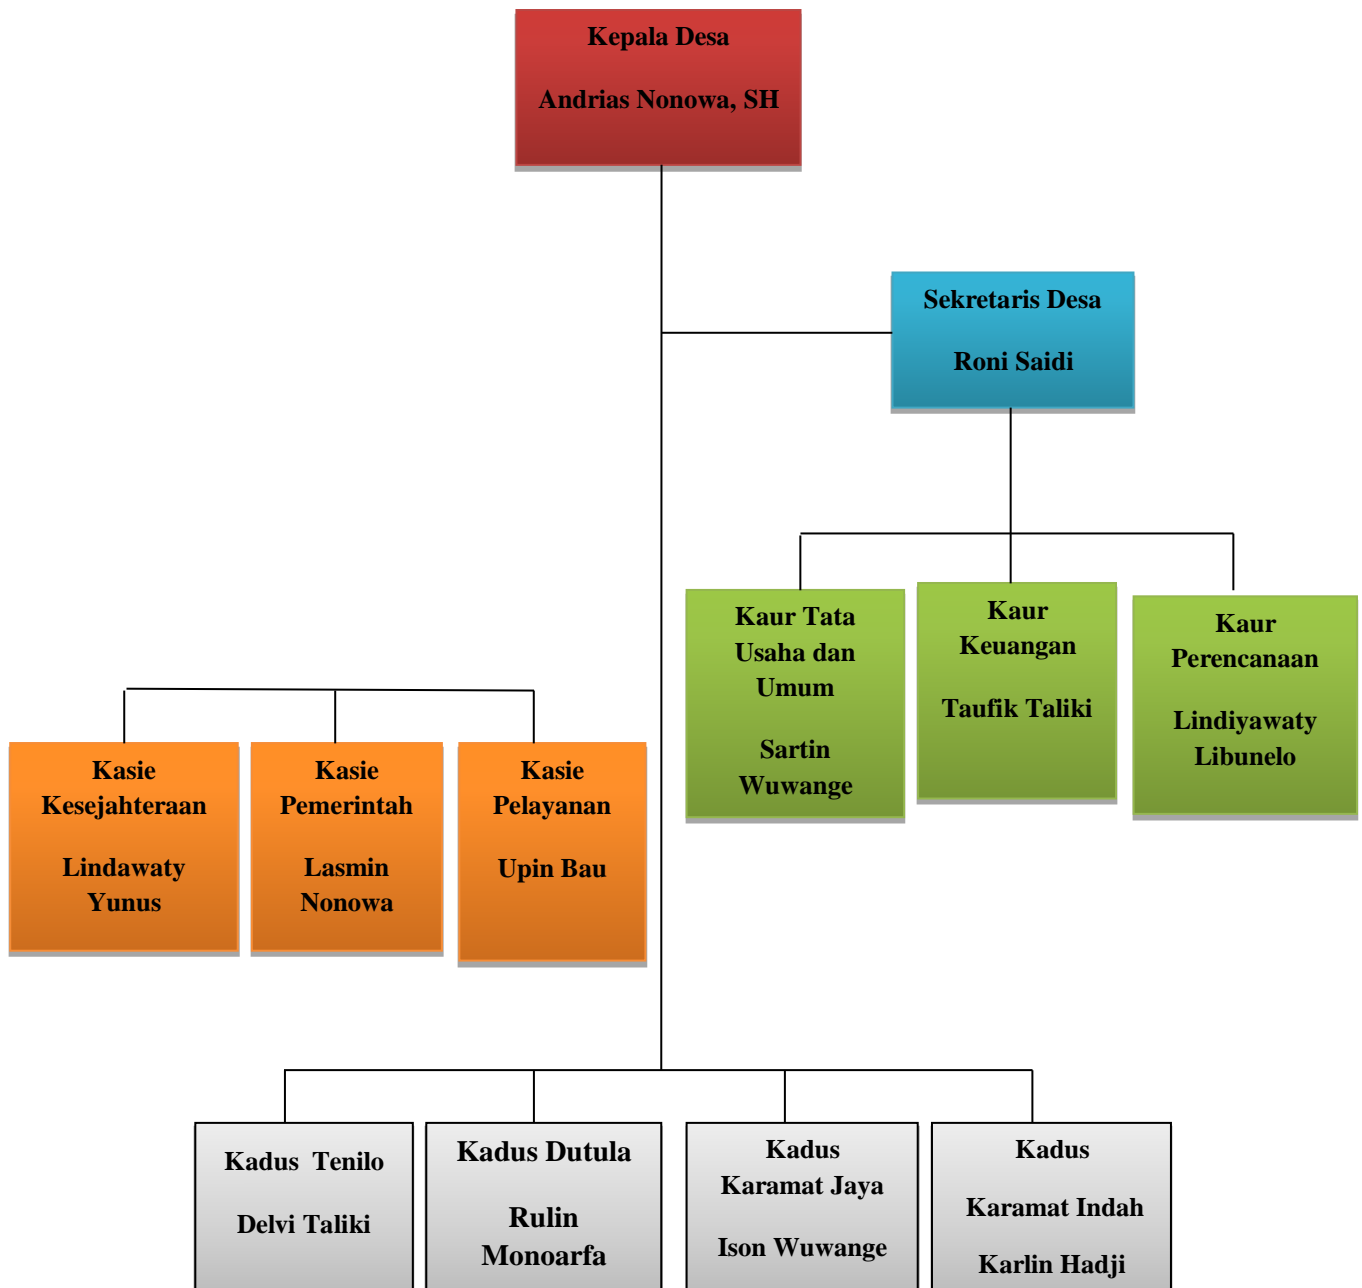 Kepala Desa
Andrias Nonowa, SH
Sekretaris Desa
Roni Saidi
Kaur Tata
Usaha dan
Umum
Sartin
Wuwange
Kaur
Keuangan
Taufik Taliki
Kaur
Perencanaan
Lindiyawaty
Libunelo
Kasie
Kesejahteraan
Lindawaty
Yunus
Kasie
Pemerintah
Lasmin
Nonowa
Kasie
Pelayanan
Upin Bau
Kadus Tenilo
Delvi Taliki
Kadus Dutula
Rulin
Monoarfa
Kadus
Karamat Jaya
Ison Wuwange
Kadus
Karamat Indah
Karlin Hadji